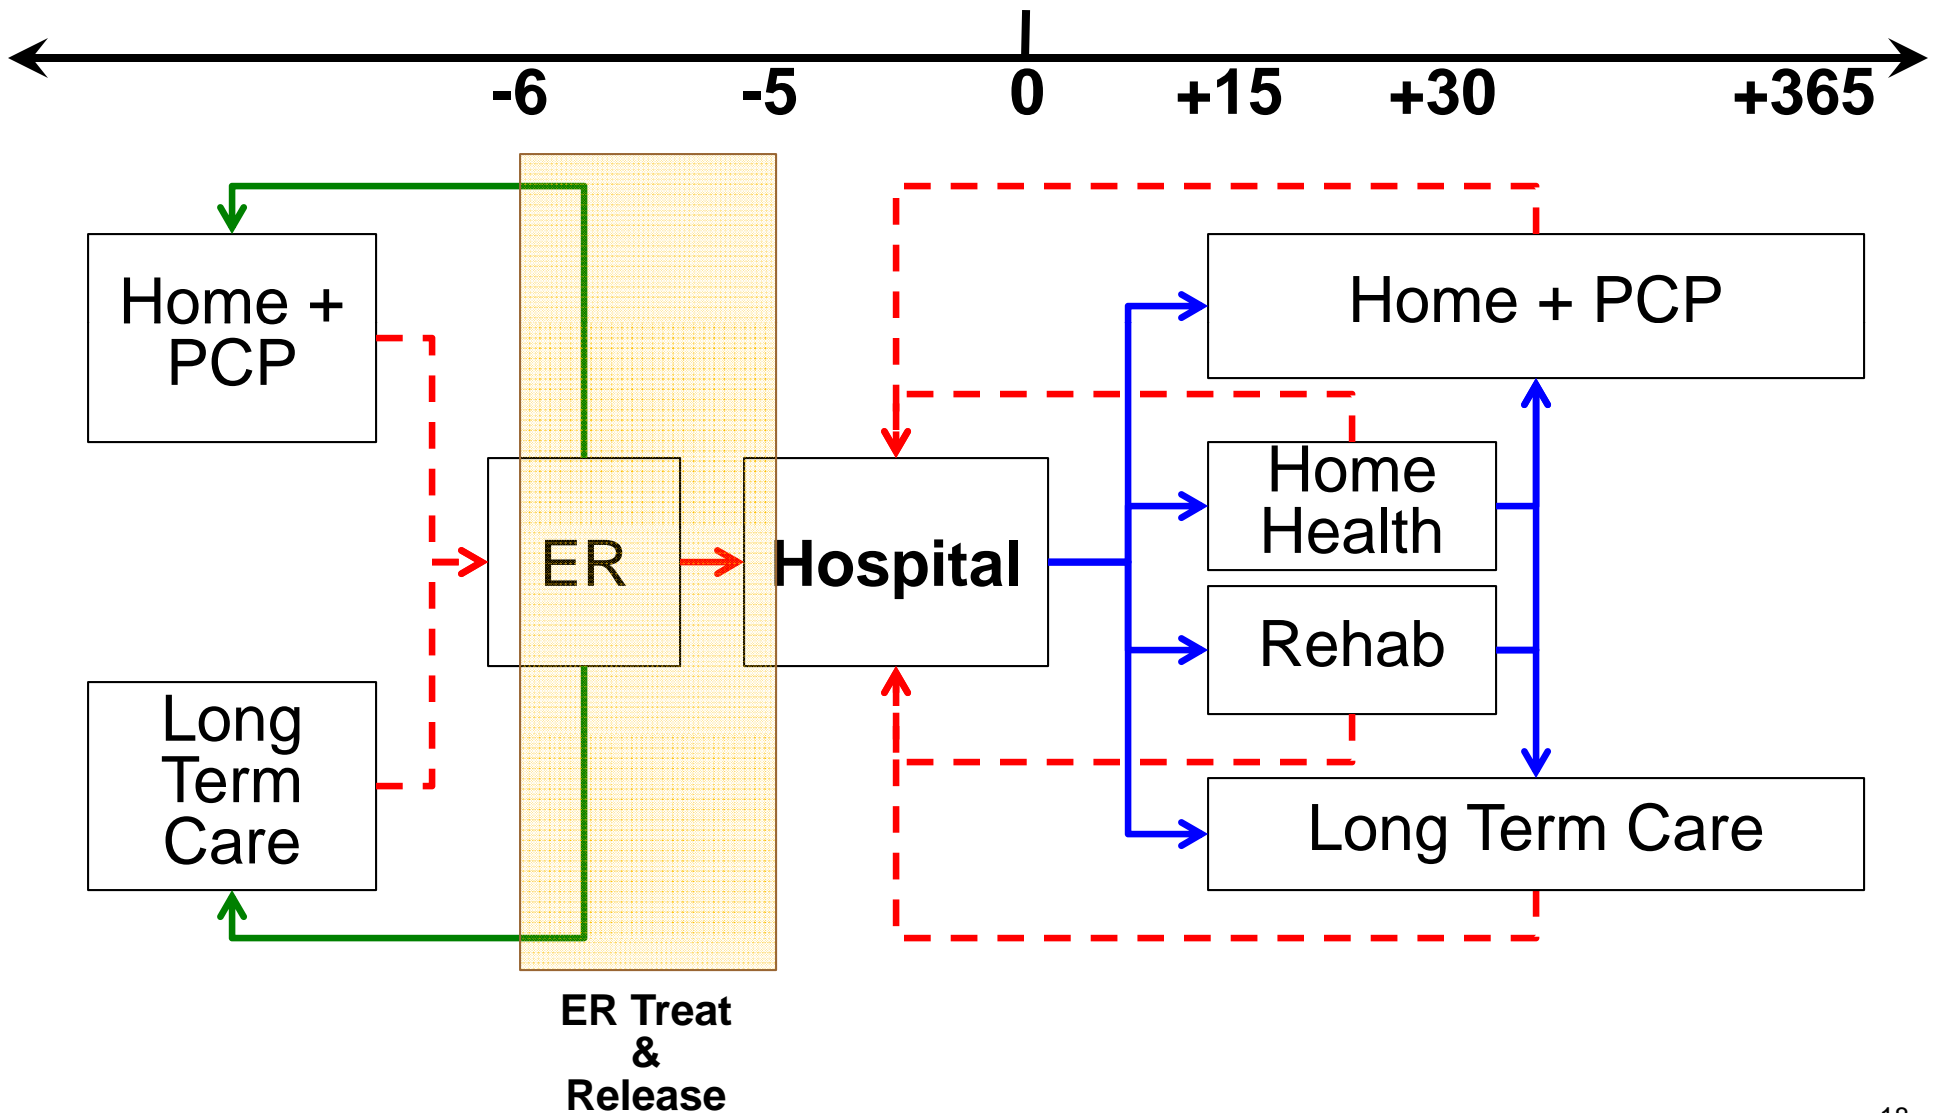 -6 -5 0 +15 +30 +365
Home +
PCP
Long
Term
Care
ER
Hospital
Home + PCP
Home
Health
Rehab
Long Term Care
ER Treat
&
Release